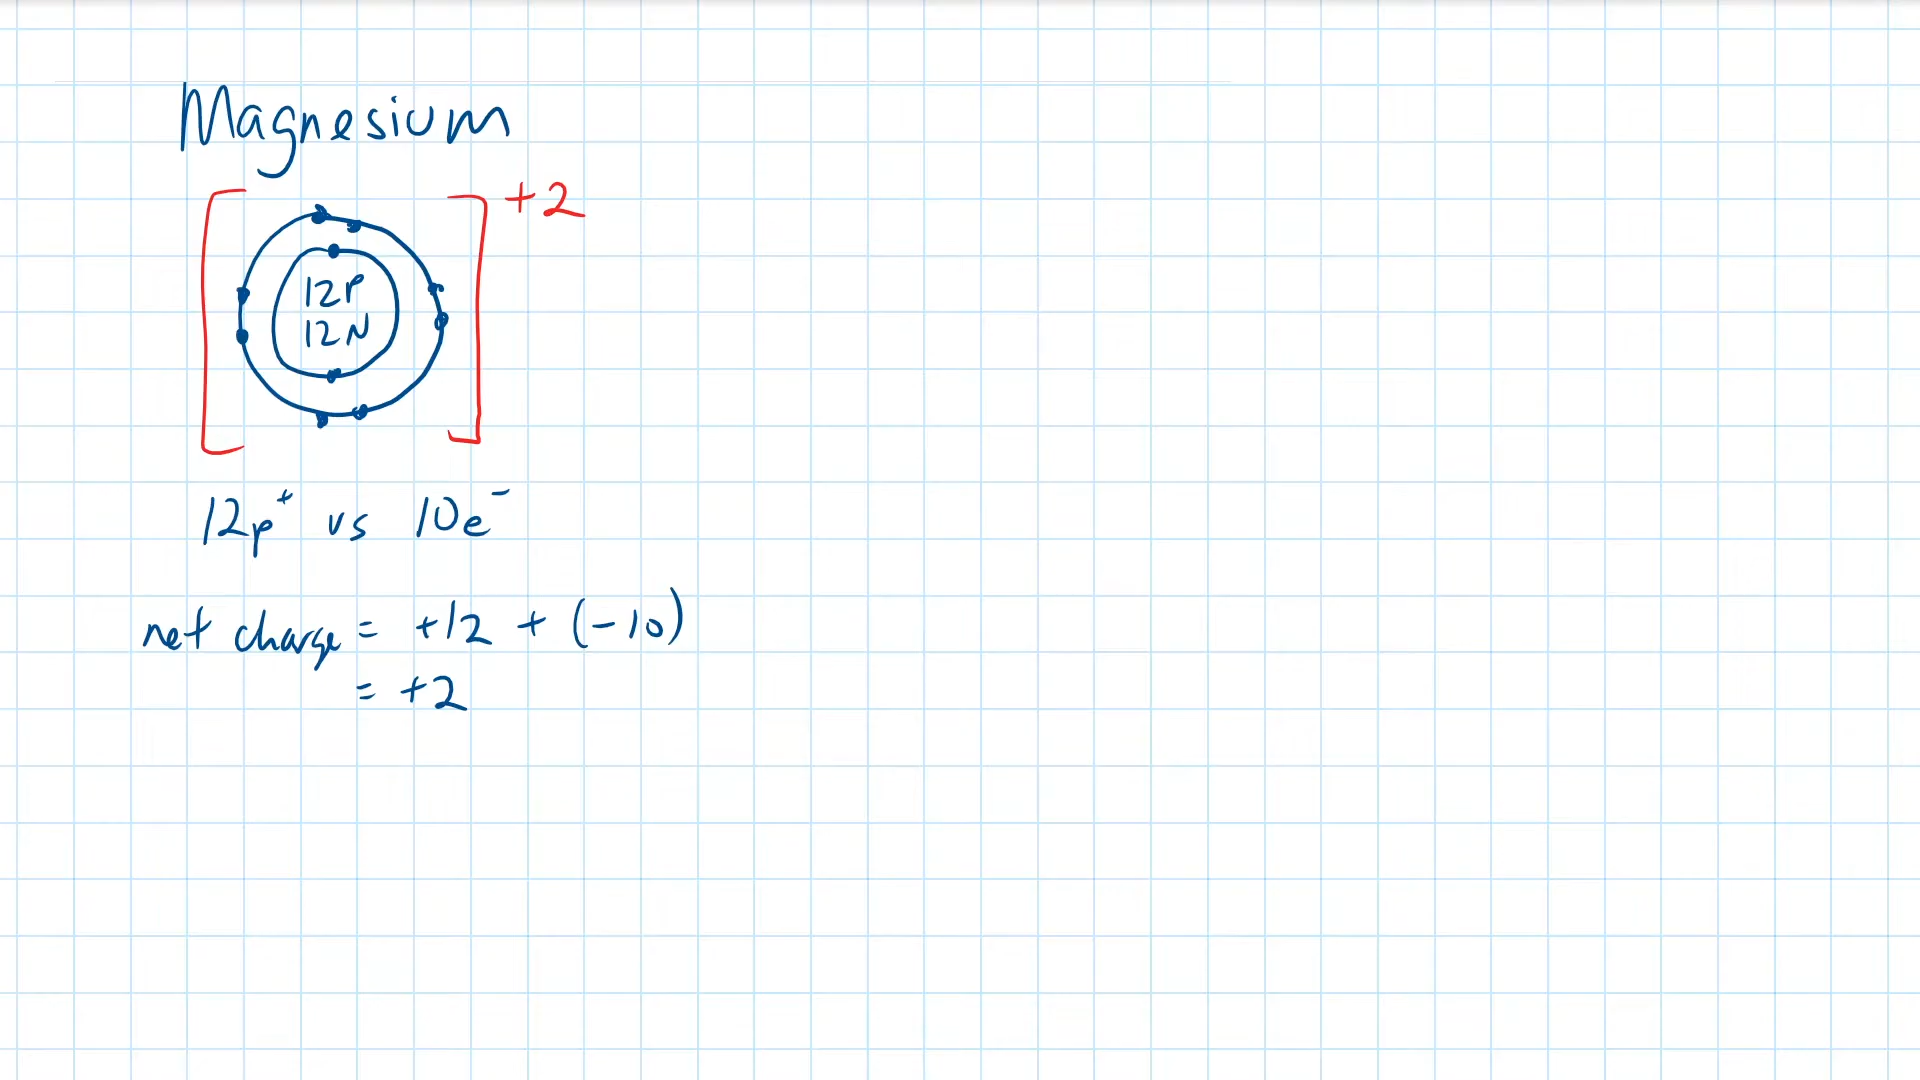 Magnesium
+2
12P
12N
12p⁺ vs 10e⁻
net charge = +12 + (-10)
= +2